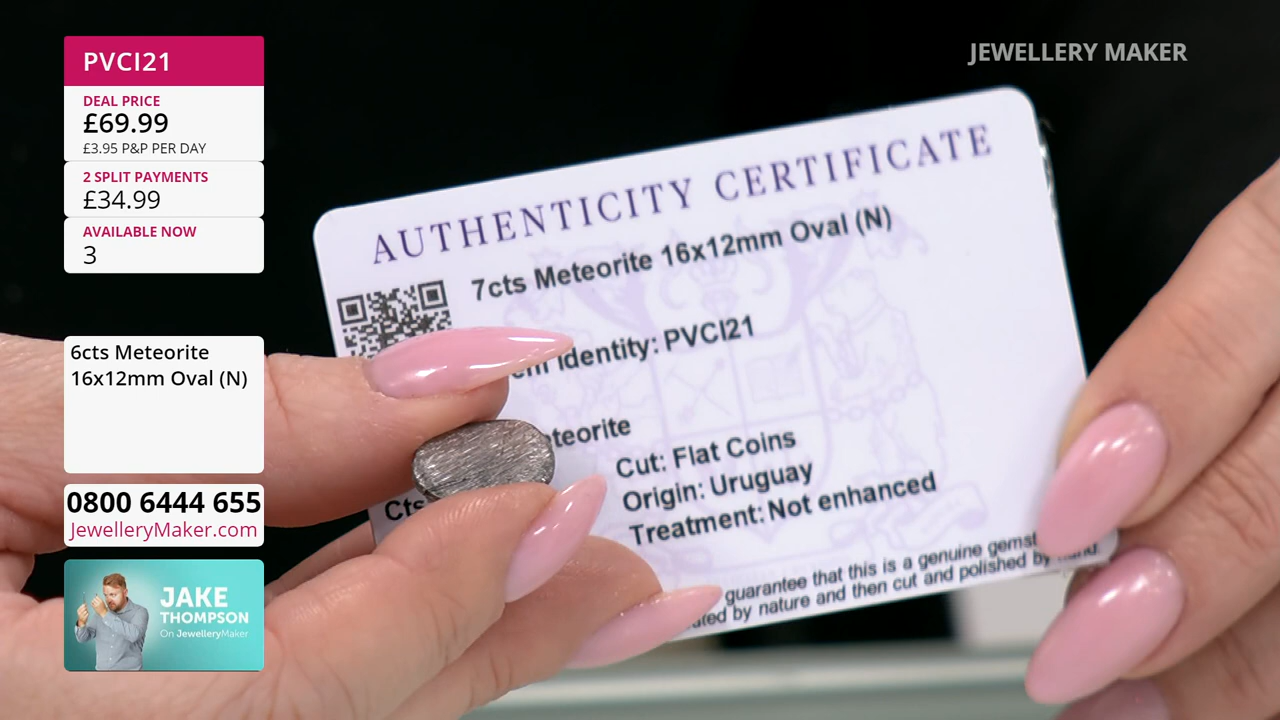 PVCI21
DEAL PRICE
£69.99
£3.95 P&P PER DAY
2 SPLIT PAYMENTS
£34.99
AVAILABLE NOW
3
6cts Meteorite
16x12mm Oval (N)
0800 6444 655
JewelleryMaker.com
JAKE
THOMPSON
On JewelleryMaker
JEWELLERY MAKER
AUTHENTICITY CERTIFICATE
7cts Meteorite 16x12mm Oval (N)
Identity: PVCI21
Cut: Flat Coins
Origin: Uruguay
Cts
Treatment: Not enhanced
guarantee that this is a genuine
by nature and then cut and polished by